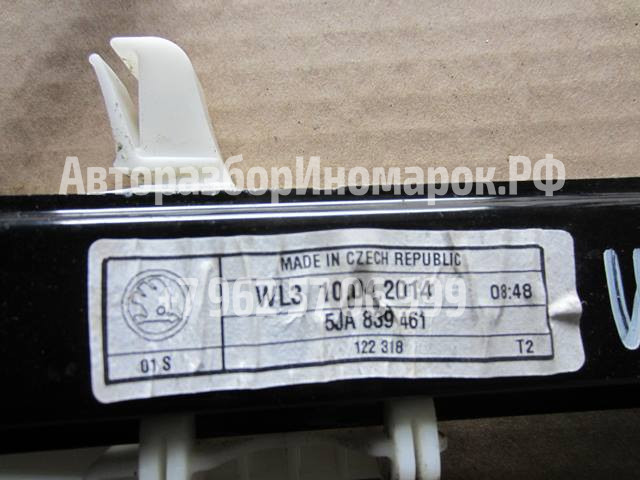 АвторазборИномарок.РФ
MADE IN CZECH REPUBLIC
WL3 10.04.2014 08:48
5JA 839 461
01 S 122 318 T2